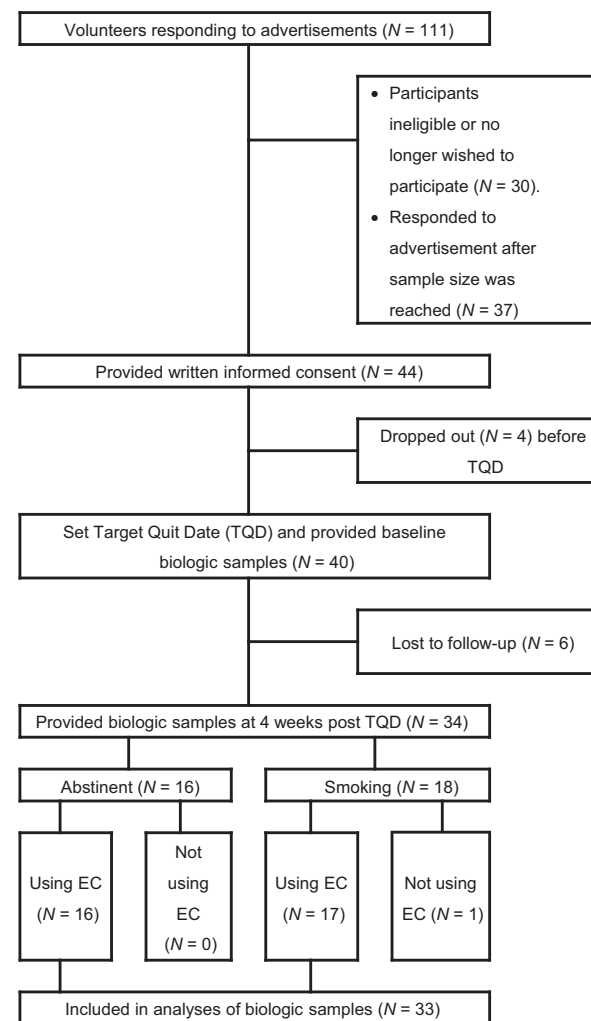 Volunteers responding to advertisements (N = 111)
• Participants
ineligible or no
longer wished to
participate (N = 30).
• Responded to
advertisement after
sample size was
reached (N = 37)
Provided written informed consent (N = 44)
Dropped out (N = 4) before
TQD
Set Target Quit Date (TQD) and provided baseline
biologic samples (N = 40)
Lost to follow-up (N = 6)
Provided biologic samples at 4 weeks post TQD (N = 34)
Abstinent (N = 16)
Smoking (N = 18)
Using EC
(N = 16)
Not
using
EC
(N = 0)
Using EC
(N = 17)
Not using
EC (N = 1)
Included in analyses of biologic samples (N = 33)